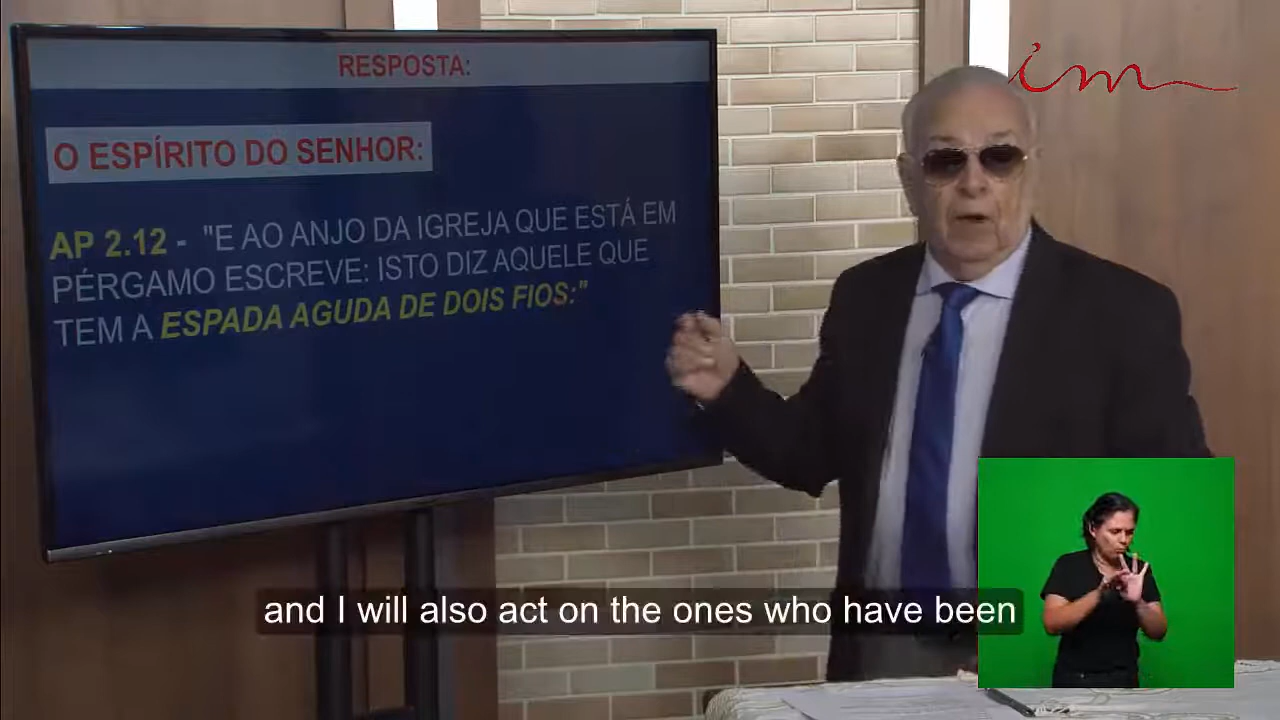 RESPOSTA:
O ESPÍRITO DO SENHOR:
AP 2.12 - "E AO ANJO DA IGREJA QUE ESTÁ EM
PÉRGAMO ESCREVE: ISTO DIZ AQUELE QUE
TEM A ESPADA AGUDA DE DOIS FIOS:"
im
and I will also act on the ones who have been